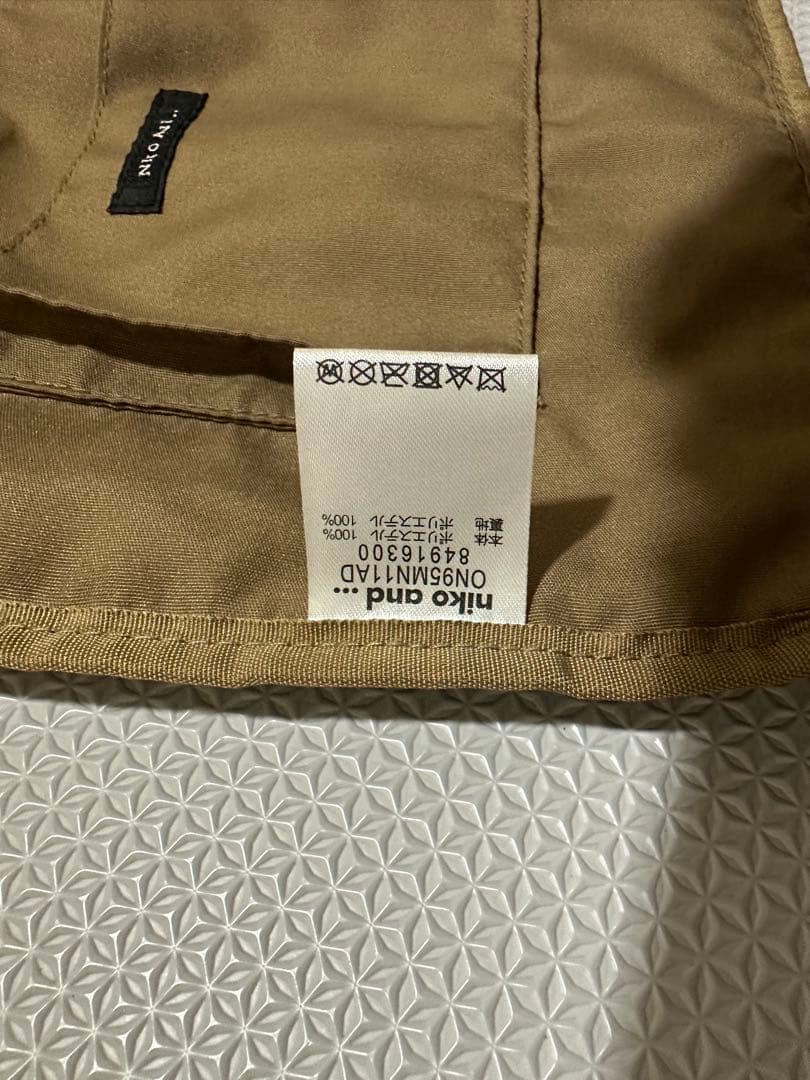 niko and ...
ON95MN11AD
84916300
本体 ポリエステル 100%
裏地 ポリエステル 100%
W